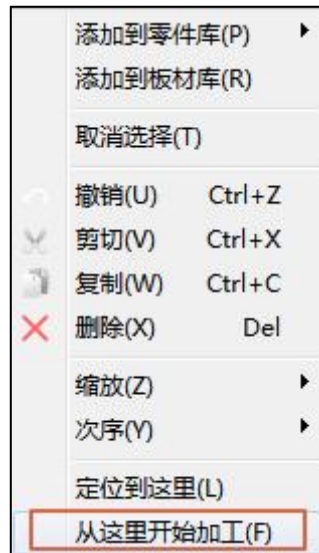 添加到零件库(P)
添加到板材库(R)
取消选择(T)
撤销(U) Ctrl+Z
剪切(V) Ctrl+X
复制(W) Ctrl+C
删除(X) Del
缩放(Z)
次序(Y)
定位到这里(L)
从这里开始加工(F)